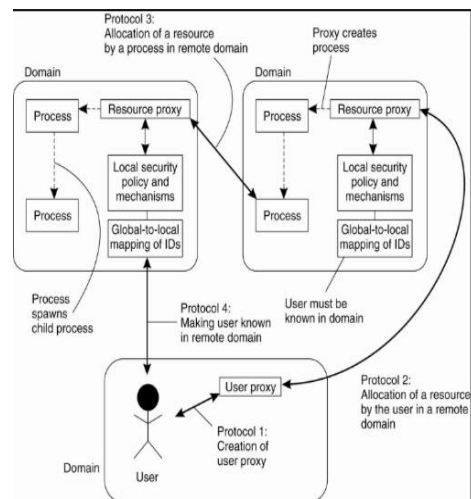 Protocol 3:
Allocation of a resource
by a process in remote domain
Proxy creates
process
Domain
Process
Resource proxy
Local security
policy and
mechanisms
Process
Global-to-local
mapping of IDs
Domain
Process
Resource proxy
Local security
policy and
mechanisms
Process
Global-to-local
mapping of IDs
Process
spawns
child process
Protocol 4:
Making user known
in remote domain
User must be
known in domain
Protocol 2:
Allocation of a resource
by the user in a remote
domain
User proxy
Protocol 1:
Creation of
user proxy
Domain
User